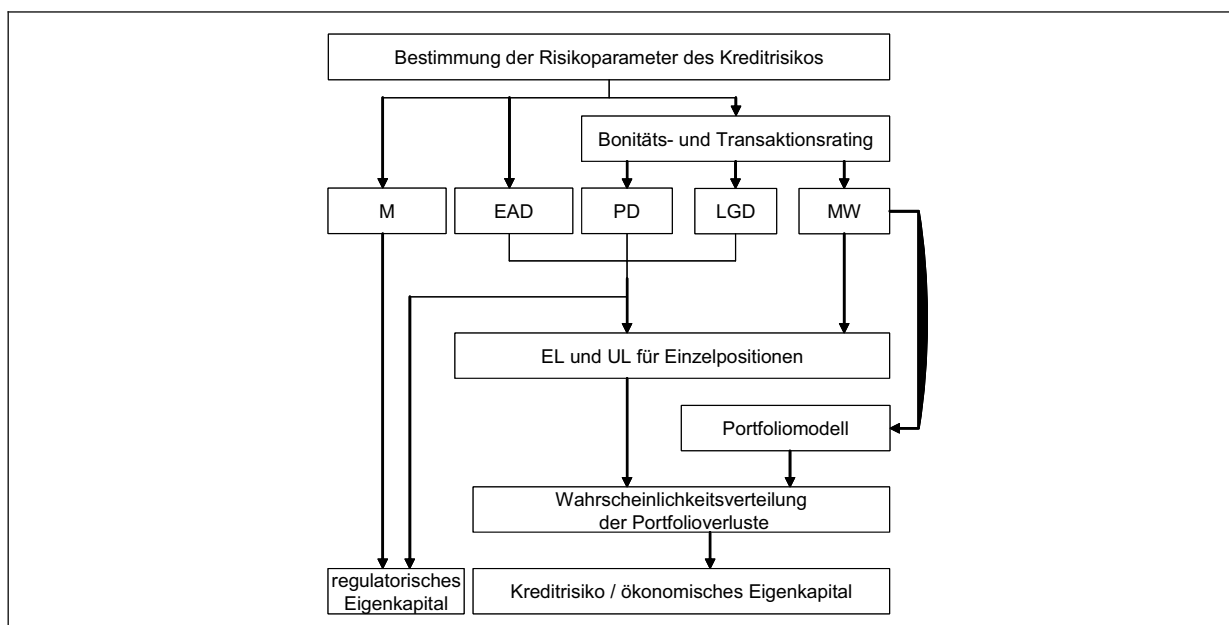 Bestimmung der Risikoparameter des Kreditrisikos
Bonitäts- und Transaktionsrating
M
EAD
PD
LGD
MW
EL und UL für Einzelpositionen
Portfoliomodell
Wahrscheinlichkeitsverteilung
der Portfolioverluste
regulatorisches
Eigenkapital
Kreditrisiko / ökonomisches Eigenkapital